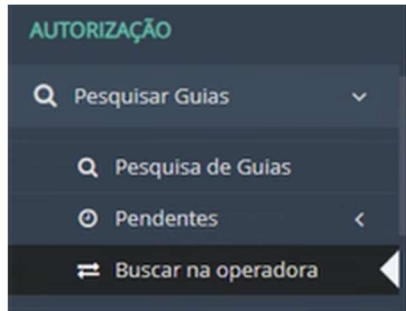 AUTORIZAÇÃO
Pesquisar Guias
Pesquisa de Guias
Pendentes
Buscar na operadora